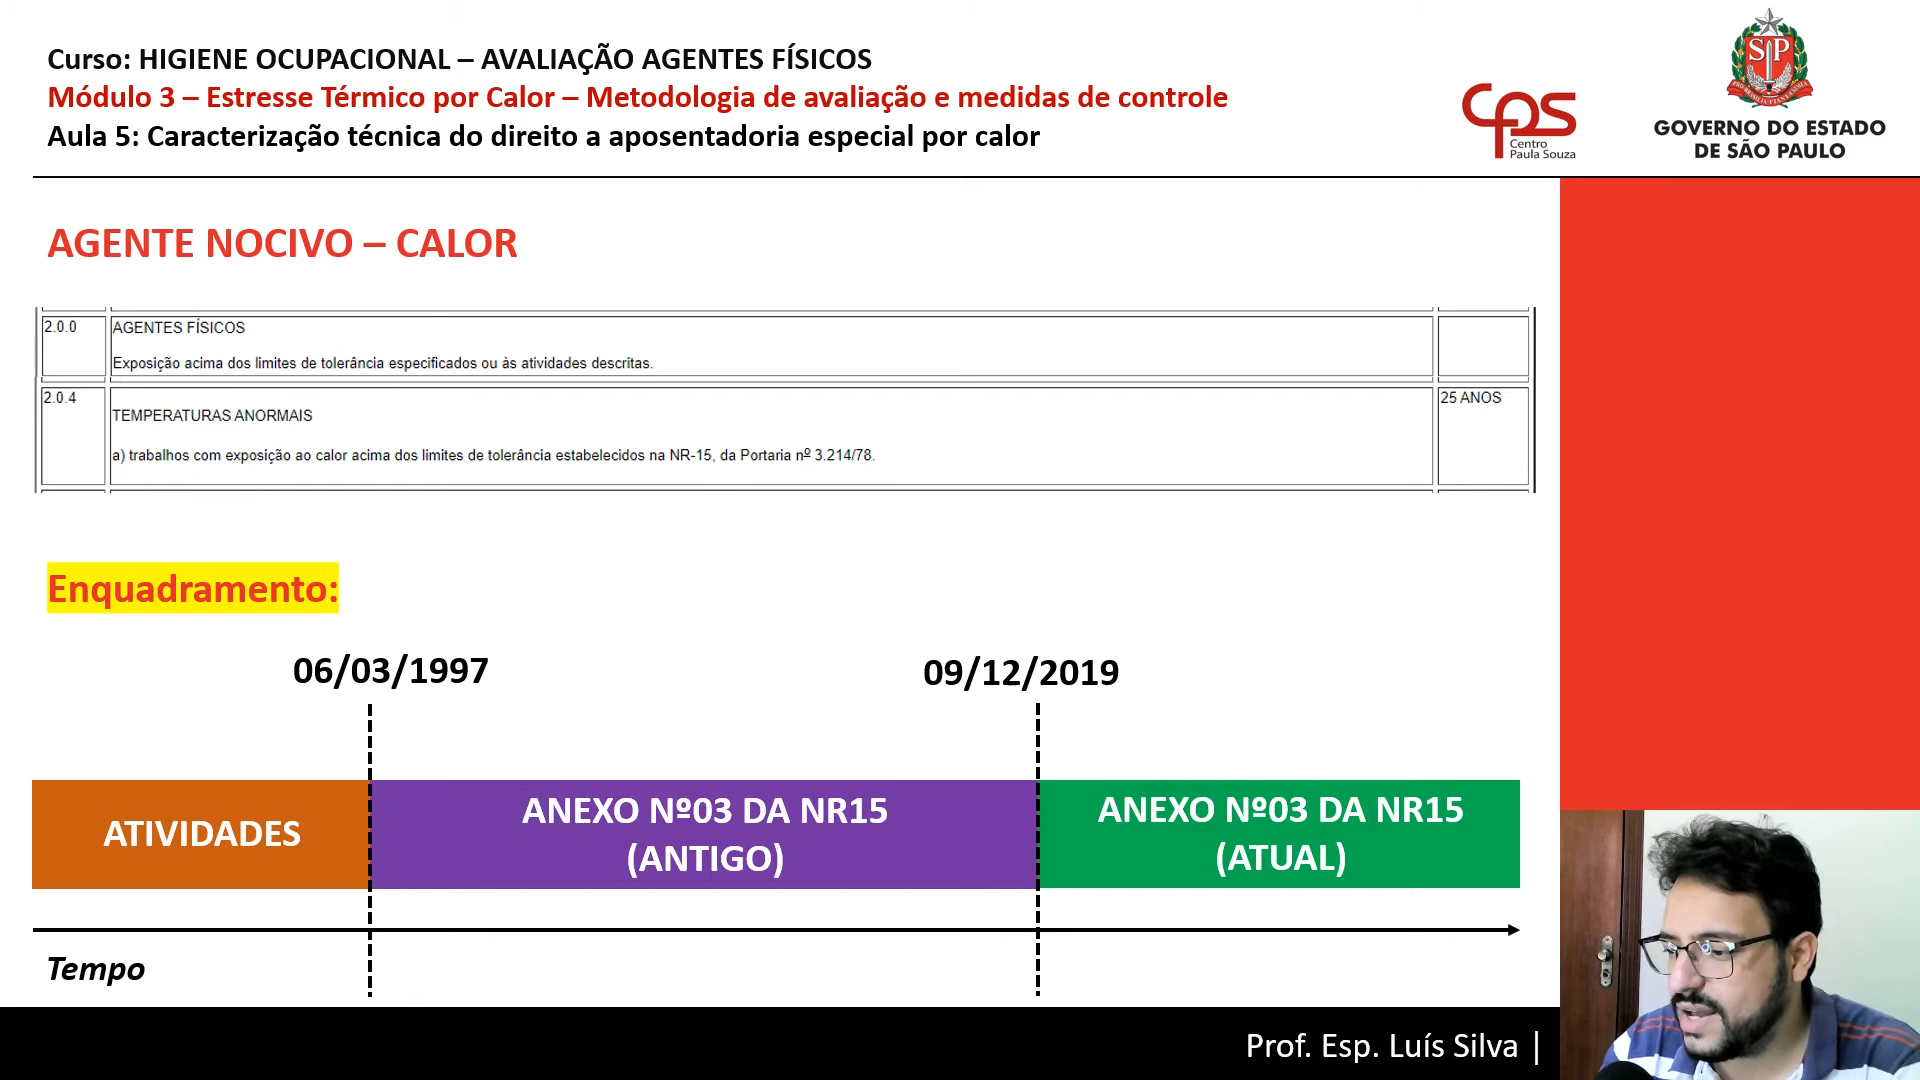 Curso: HIGIENE OCUPACIONAL – AVALIAÇÃO AGENTES FÍSICOS
Módulo 3 – Estresse Térmico por Calor – Metodologia de avaliação e medidas de controle
Aula 5: Caracterização técnica do direito a aposentadoria especial por calor
cps
Centro
Paula Souza
SP
GOVERNO DO ESTADO
DE SÃO PAULO
AGENTE NOCIVO – CALOR
2.0.0
AGENTES FÍSICOS
Exposição acima dos limites de tolerância especificados ou às atividades descritas.
2.0.4
TEMPERATURAS ANORMAIS
25 ANOS
a) trabalhos com exposição ao calor acima dos limites de tolerância estabelecidos na NR-15, da Portaria nº 3.214/78.
Enquadramento:
06/03/1997
09/12/2019
ATIVIDADES
ANEXO Nº03 DA NR15
(ANTIGO)
ANEXO Nº03 DA NR15
(ATUAL)
Tempo
Prof. Esp. Luís Silva |